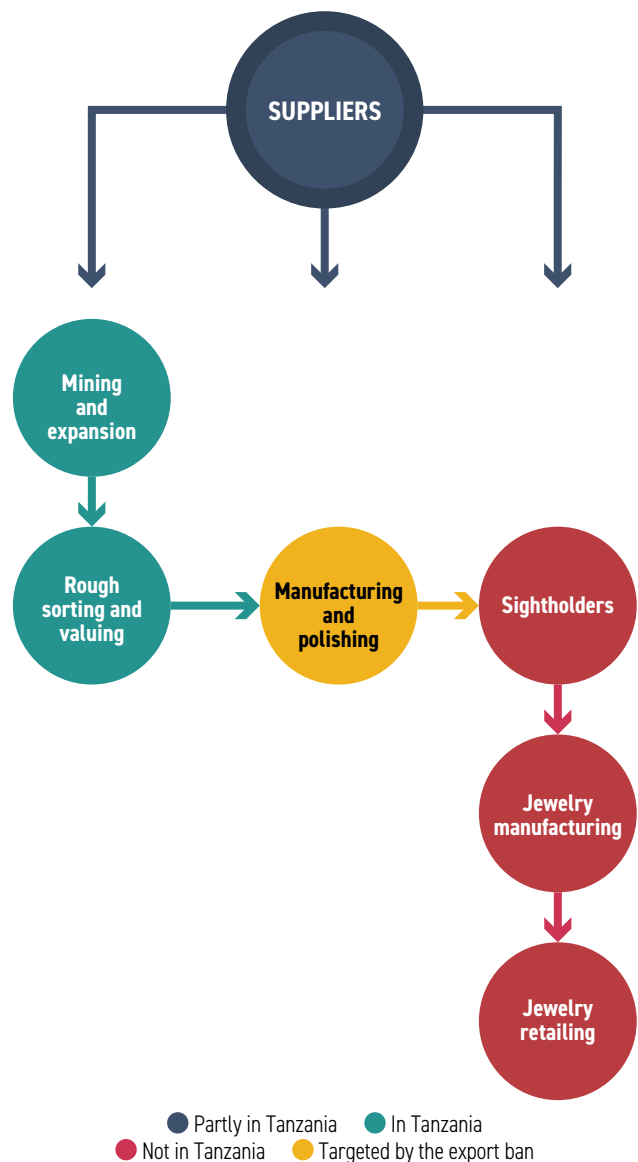 SUPPLIERS
Mining
and
expansion
Rough
sorting and
valuing
Manufacturing
and
polishing
Sightholders
Jewelry
manufacturing
Jewelry
retailing
Partly in Tanzania In Tanzania
Not in Tanzania Targeted by the export ban